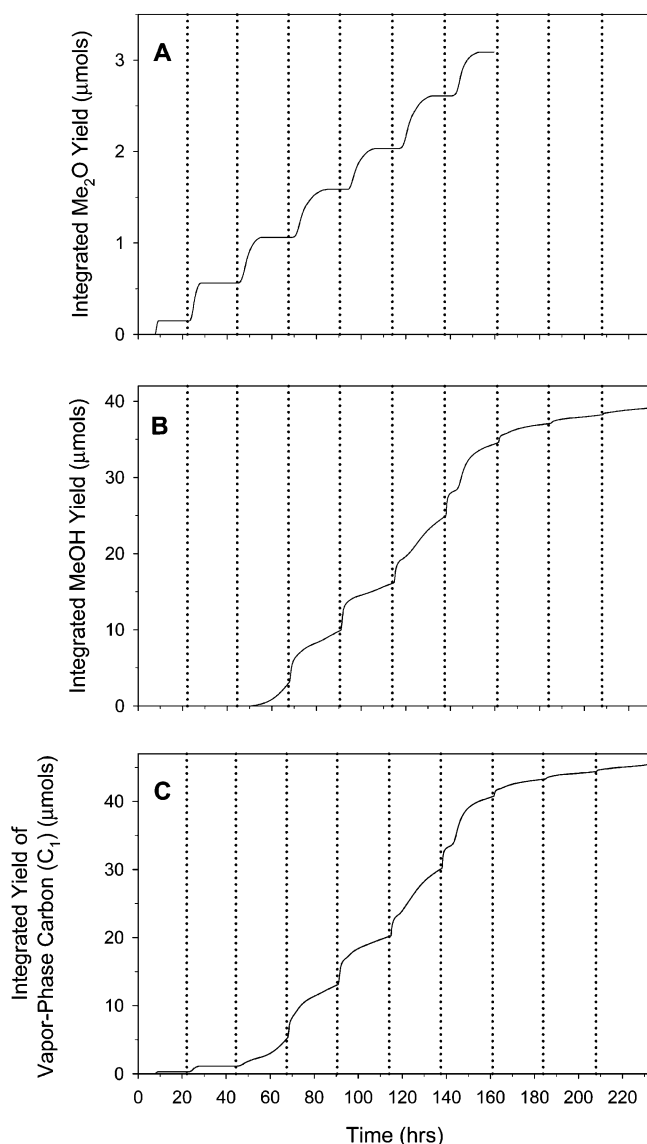 A
Integrated Me₂O Yield (μmols)
3
2
1
0
B
Integrated MeOH Yield (μmols)
40
30
20
10
0
C
Integrated Yield of
Vapor-Phase Carbon (C₁) (μmols)
40
30
20
10
0
0 20 40 60 80 100 120 140 160 180 200 220
Time (hrs)